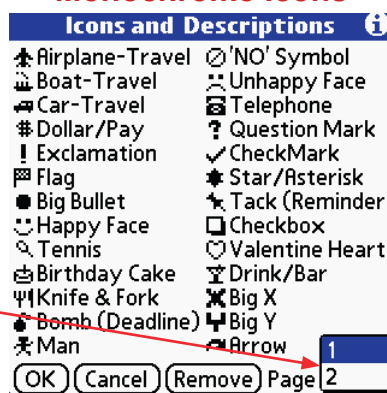 Monochrome Icons
Icons and Descriptions i
Airplane-Travel 'NO' Symbol
Boat-Travel Unhappy Face
Car-Travel Telephone
Dollar/Pay ? Question Mark
! Exclamation CheckMark
Flag Star/Asterisk
Big Bullet Tack (Reminder
Happy Face Checkbox
Tennis Valentine Heart
Birthday Cake Drink/Bar
Knife & Fork Big X
Bomb (Deadline) Big Y
Man Arrow
1
OK Cancel Remove Page 2